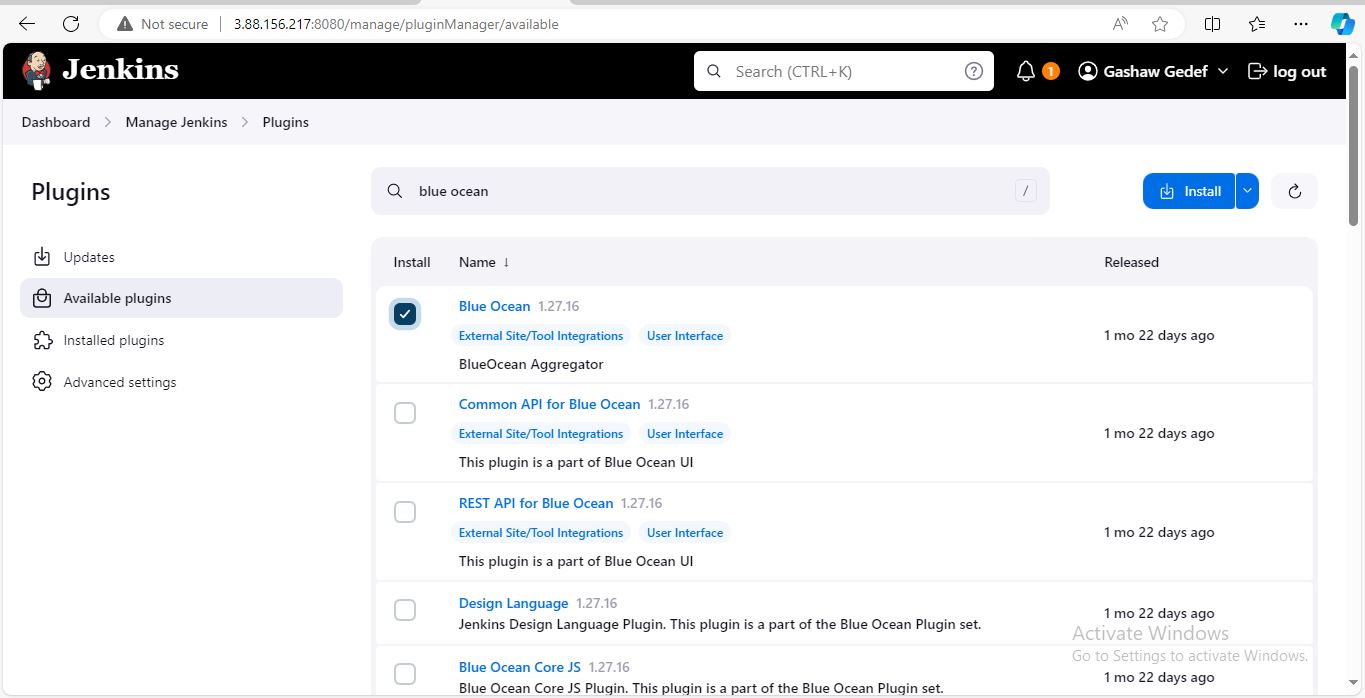 Not secure 3.88.156.217:8080/manage/pluginManager/available
Jenkins Search (CTRL+K) ? 1 Gashaw Gedef log out
Dashboard Manage Jenkins Plugins
Plugins
blue ocean /
Install
Updates
Available plugins
Installed plugins
Advanced settings
Install Name ↓ Released
Blue Ocean 1.27.16
External Site/Tool Integrations User Interface
BlueOcean Aggregator
1 mo 22 days ago
Common API for Blue Ocean 1.27.16
External Site/Tool Integrations User Interface
This plugin is a part of Blue Ocean UI
1 mo 22 days ago
REST API for Blue Ocean 1.27.16
External Site/Tool Integrations User Interface
This plugin is a part of Blue Ocean UI
1 mo 22 days ago
Design Language 1.27.16
Jenkins Design Language Plugin. This plugin is a part of the Blue Ocean Plugin set.
1 mo 22 days ago
Blue Ocean Core JS 1.27.16
Blue Ocean Core JS Plugin. This plugin is a part of the Blue Ocean Plugin set.
1 mo 22 days ago
Activate Windows
Go to Settings to activate Windows.